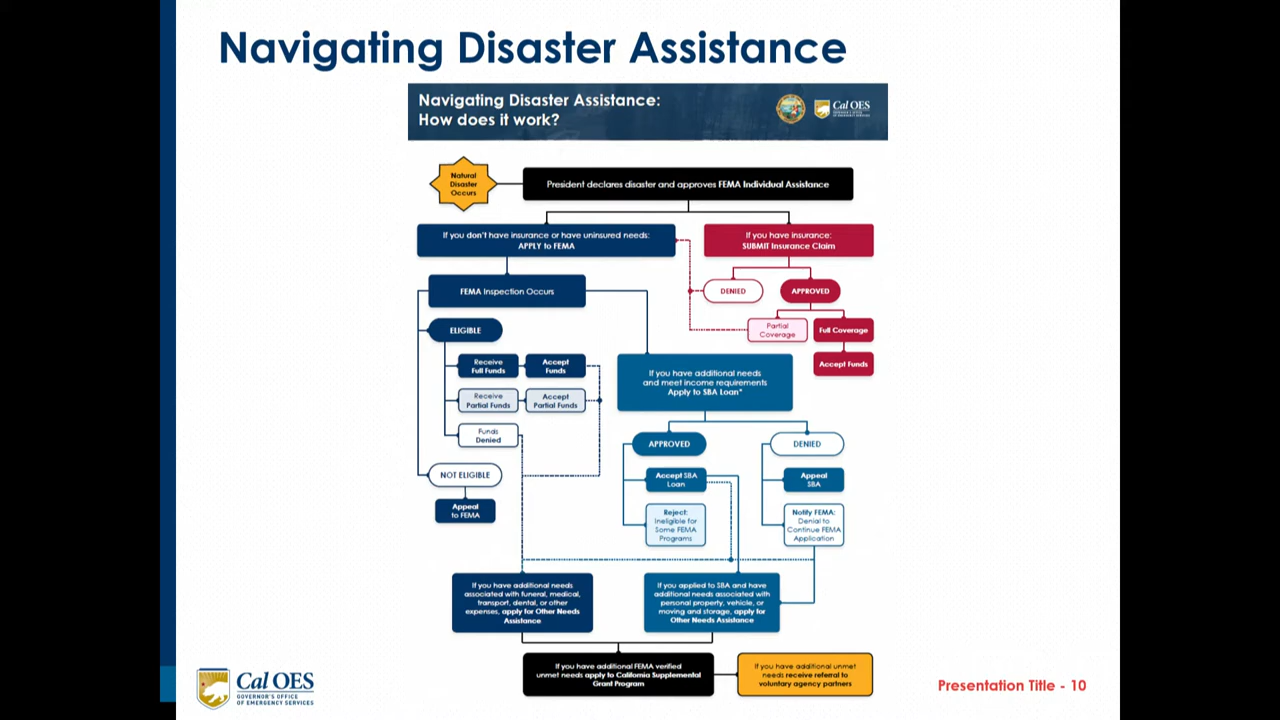 Navigating Disaster Assistance
Navigating Disaster Assistance:
How does it work?
Cal OES
GOVERNOR'S OFFICE
OF EMERGENCY SERVICES
Natural
Disaster
Occurs
President declares disaster and approves FEMA Individual Assistance
If you don't have insurance or have uninsured needs:
APPLY to FEMA
If you have insurance:
SUBMIT Insurance Claim
FEMA Inspection Occurs
DENIED
APPROVED
Partial
Coverage
Full Coverage
Accept Funds
ELIGIBLE
Receive
Full Funds
Accept
Funds
Receive
Partial Funds
Accept
Partial Funds
Funds
Denied
NOT ELIGIBLE
Appeal
to FEMA
If you have additional needs
and meet income requirements
Apply to SBA Loan*
APPROVED
DENIED
Accept SBA
Loan
Appeal
SBA
Reject:
Ineligible for
Some FEMA
Programs
Notify FEMA:
Denial to
Continue FEMA
Application
If you have additional needs
associated with funeral, medical,
transport, dental, or other
expenses, apply for Other Needs
Assistance
If you applied to SBA and have
additional needs associated with
personal property, vehicle, or
moving and storage, apply for
Other Needs Assistance
If you have additional FEMA verified
unmet needs apply to California Supplemental
Grant Program
If you have additional unmet
needs receive referral to
voluntary agency partners
Cal OES
GOVERNOR'S OFFICE
OF EMERGENCY SERVICES
Presentation Title - 10